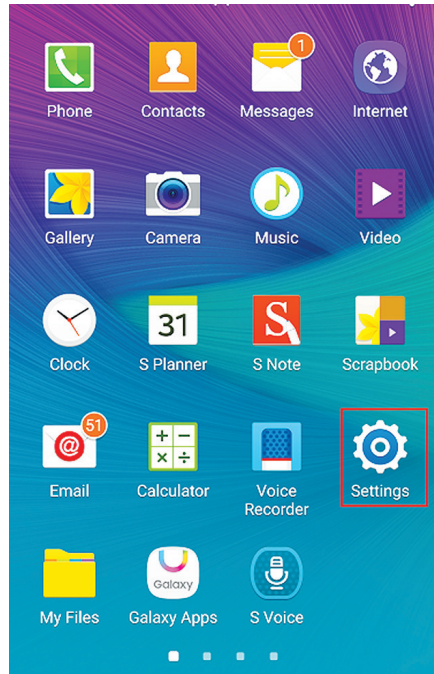 1
Phone Contacts Messages Internet
Gallery Camera Music Video
31
S
Clock S Planner S Note Scrapbook
51
@
Email Calculator Voice Recorder Settings
Galaxy
My Files Galaxy Apps S Voice